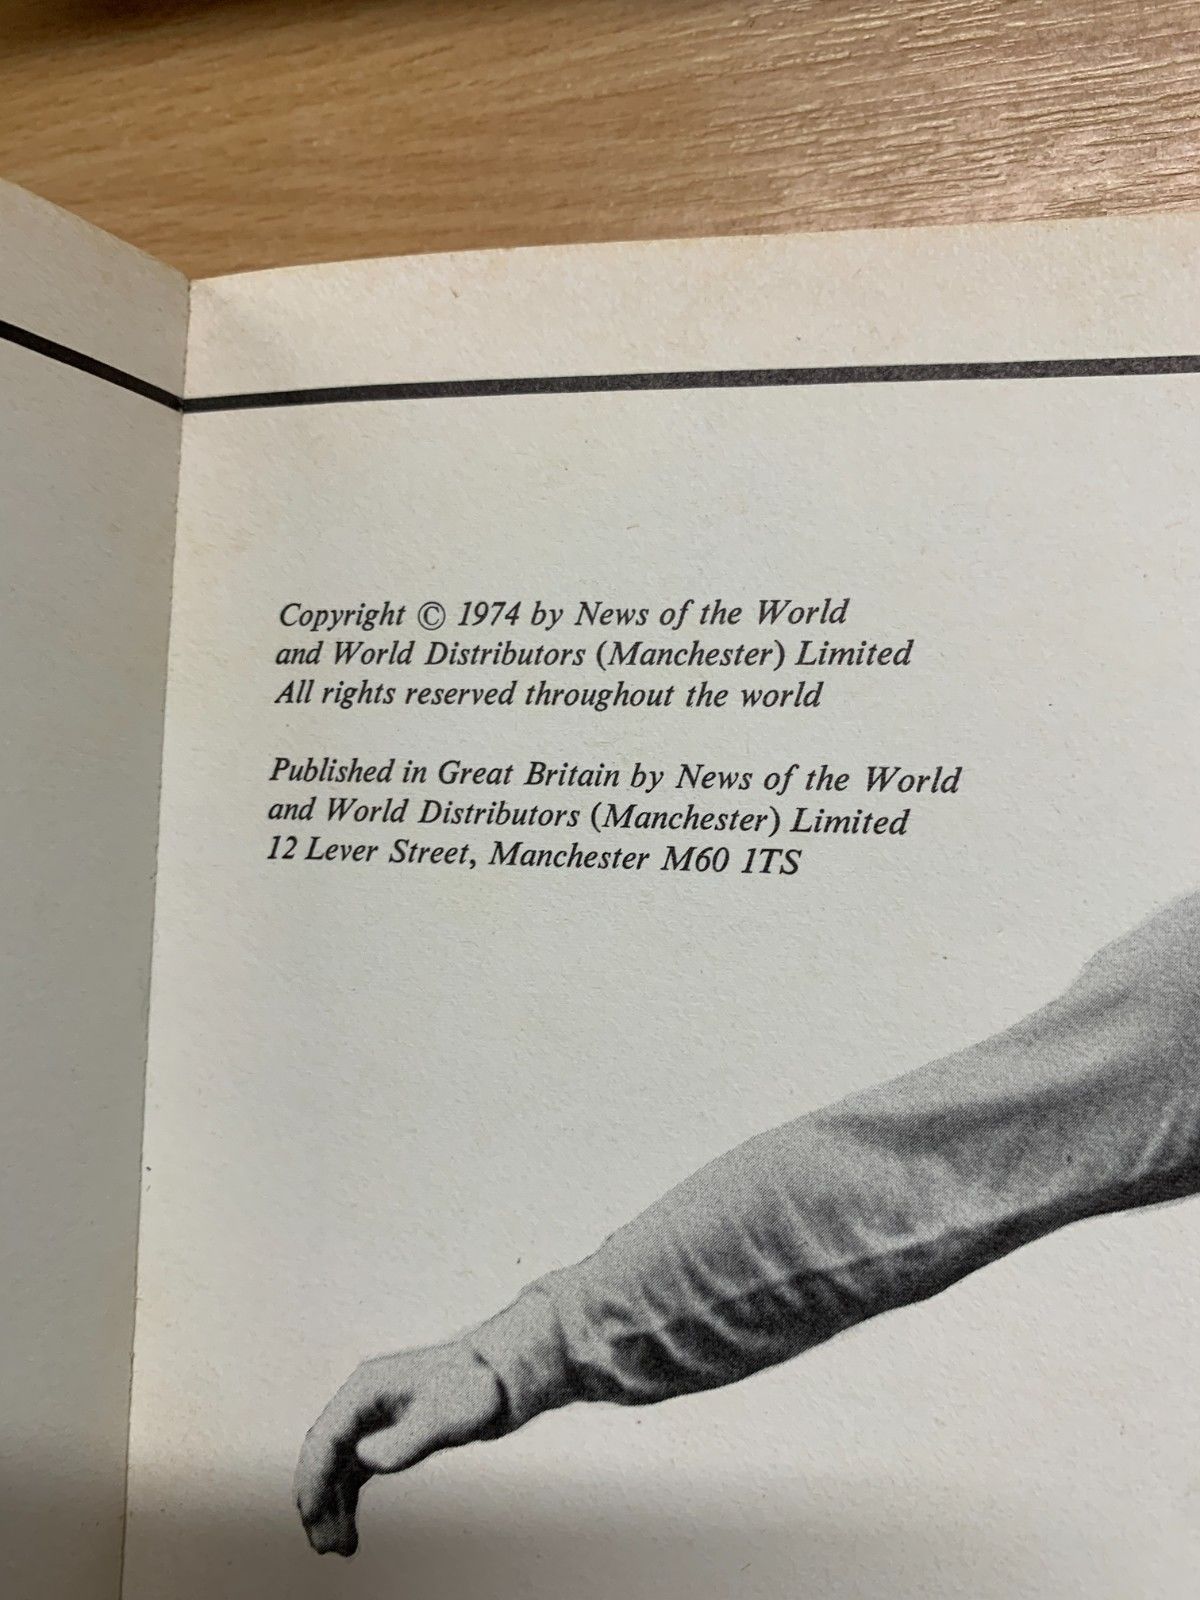 Copyright © 1974 by News of the World
and World Distributors (Manchester) Limited
All rights reserved throughout the world
Published in Great Britain by News of the World
and World Distributors (Manchester) Limited
12 Lever Street, Manchester M60 1TS